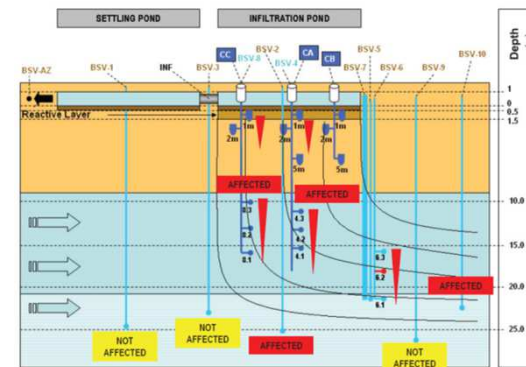 SETTLING POND
INFILTRATION POND
Depth
CC
BSV-8
BSV-2
BSV-4
CA
CB
BSV-5
BSV-7
BSV-6
BSV-9
BSV-10
BSV-AZ
BSV-1
INF
BSV-3
1
0
0.5
1.5
Reactive Layer
1m
1m
1m
2m
2m
2m
5m
5m
AFFECTED
AFFECTED
10.0
8.3
4.3
8.2
4.2
15.0
8.1
4.1
6.3
6.2
AFFECTED
20.0
6.1
25.0
NOT
AFFECTED
NOT
AFFECTED
AFFECTED
NOT
AFFECTED